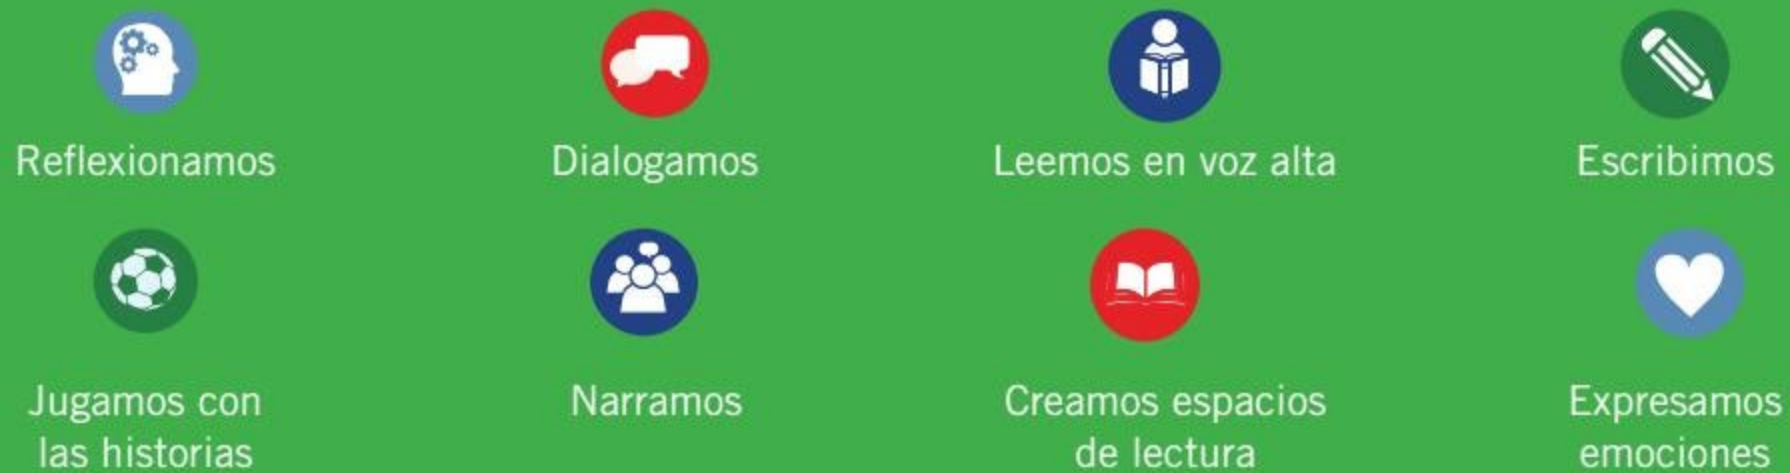 Reflexionamos
Dialogamos
Leemos en voz alta
Escribimos
Jugamos con
las historias
Narramos
Creamos espacios
de lectura
Expresamos
emociones